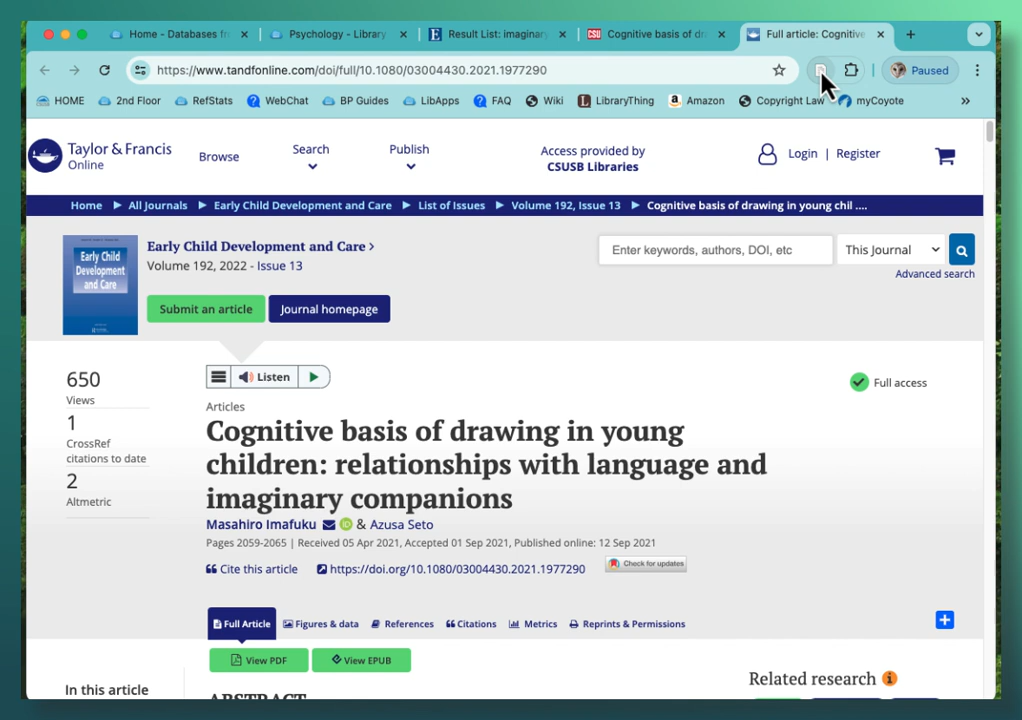 Home - Databases fr
Psychology - Library
Result List: imaginar
CSU Cognitive basis of dr
Full article: Cognitive
https://www.tandfonline.com/doi/full/10.1080/03004430.2021.1977290
Paused
HOME
2nd Floor
RefStats
WebChat
BP Guides
LibApps
FAQ
Wiki
LibraryThing
Amazon
Copyright Law
myCoyote
Taylor & Francis
Online
Browse
Search
Publish
Access provided by
CSUSB Libraries
Login | Register
Home
All Journals
Early Child Development and Care
List of Issues
Volume 192, Issue 13
Cognitive basis of drawing in young chil ....
Early Child
Development
and Care
Early Child Development and Care >
Volume 192, 2022 - Issue 13
Enter keywords, authors, DOI, etc
This Journal
Advanced search
Submit an article
Journal homepage
650
Views
1
CrossRef
citations to date
2
Altmetric
Listen
Full access
Articles
Cognitive basis of drawing in young
children: relationships with language and
imaginary companions
Masahiro Imafuku iD & Azusa Seto
Pages 2059-2065 | Received 05 Apr 2021, Accepted 01 Sep 2021, Published online: 12 Sep 2021
Cite this article
https://doi.org/10.1080/03004430.2021.1977290
Check for updates
Full Article
Figures & data
References
Citations
Metrics
Reprints & Permissions
View PDF
View EPUB
In this article
ABSTRACT
Related research